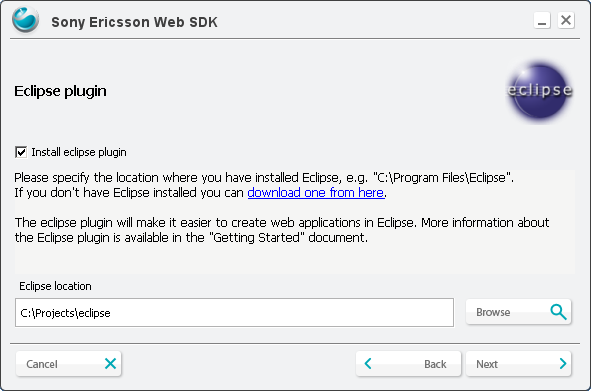 Sony Ericsson Web SDK
Eclipse plugin
eclipse
Install eclipse plugin
Please specify the location where you have installed Eclipse, e.g. "C:\Program Files\Eclipse".
If you don't have Eclipse installed you can download one from here.
The eclipse plugin will make it easier to create web applications in Eclipse. More information about
the Eclipse plugin is available in the "Getting Started" document.
Eclipse location
C:\Projects\eclipse
Browse
Cancel
Back
Next